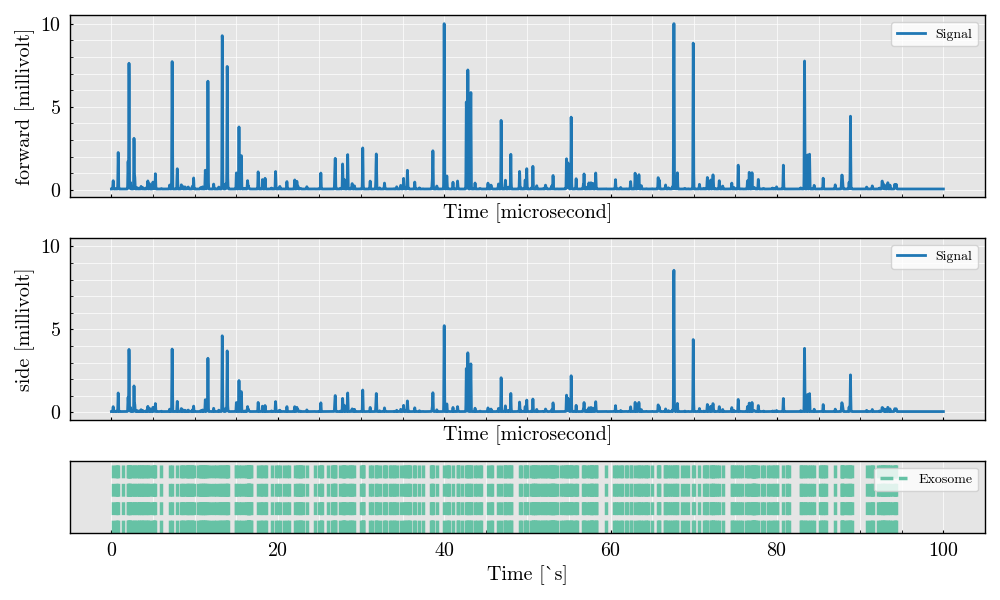 10
5
0
forward [millivolt]
Signal
Time [microsecond]
10
5
0
side [millivolt]
Signal
Time [microsecond]
Exosome
0 20 40 60 80 100
Time [`s]